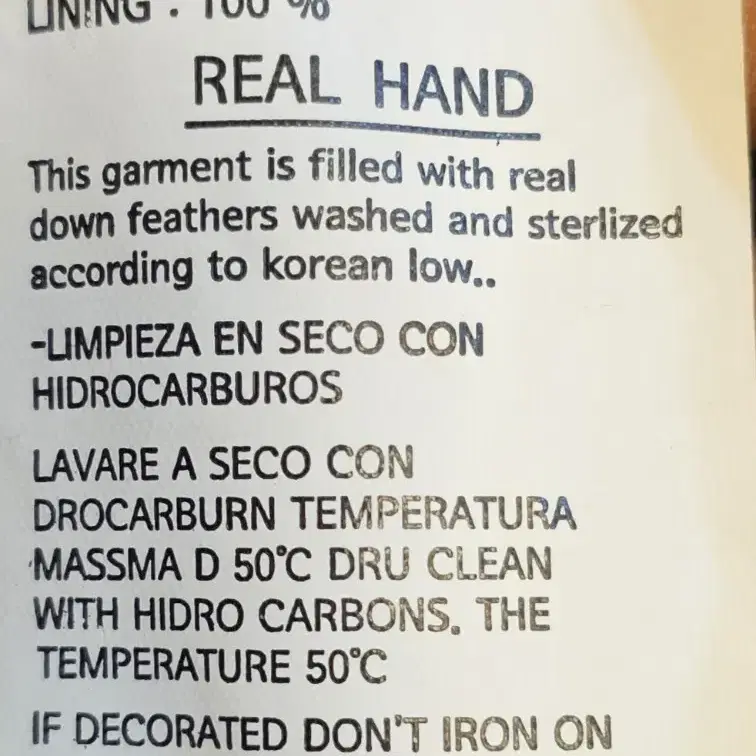 LINING : 100 %
REAL HAND
This garment is filled with real
down feathers washed and sterlized
according to korean low..
-LIMPIEZA EN SECO CON
HIDROCARBUROS
LAVARE A SECO CON
DROCARBURN TEMPERATURA
MASSMA D 50°C DRU CLEAN
WITH HIDRO CARBONS. THE
TEMPERATURE 50°C
IF DECORATED DON'T IRON ON